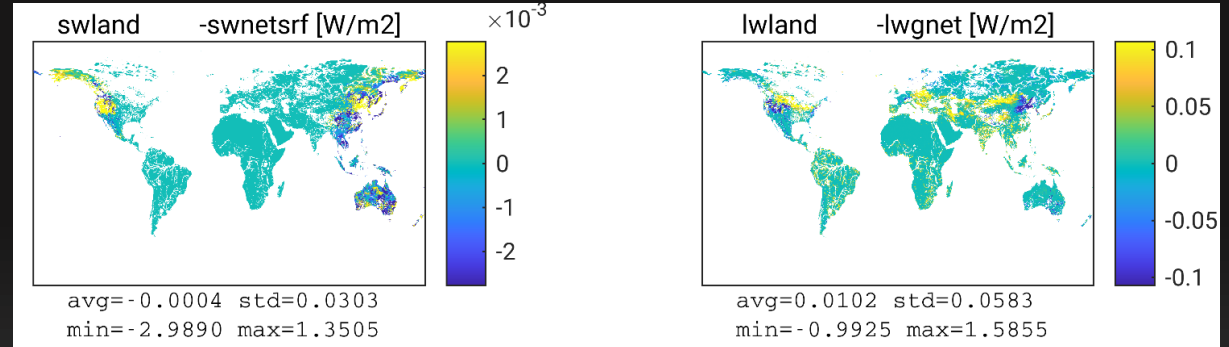 swland -swnetsrf [W/m2]
×10-3
2
1
0
-1
-2
avg=-0.0004 std=0.0303
min=-2.9890 max=1.3505
lwland -lwgnet [W/m2]
0.1
0.05
0
-0.05
-0.1
avg=0.0102 std=0.0583
min=-0.9925 max=1.5855